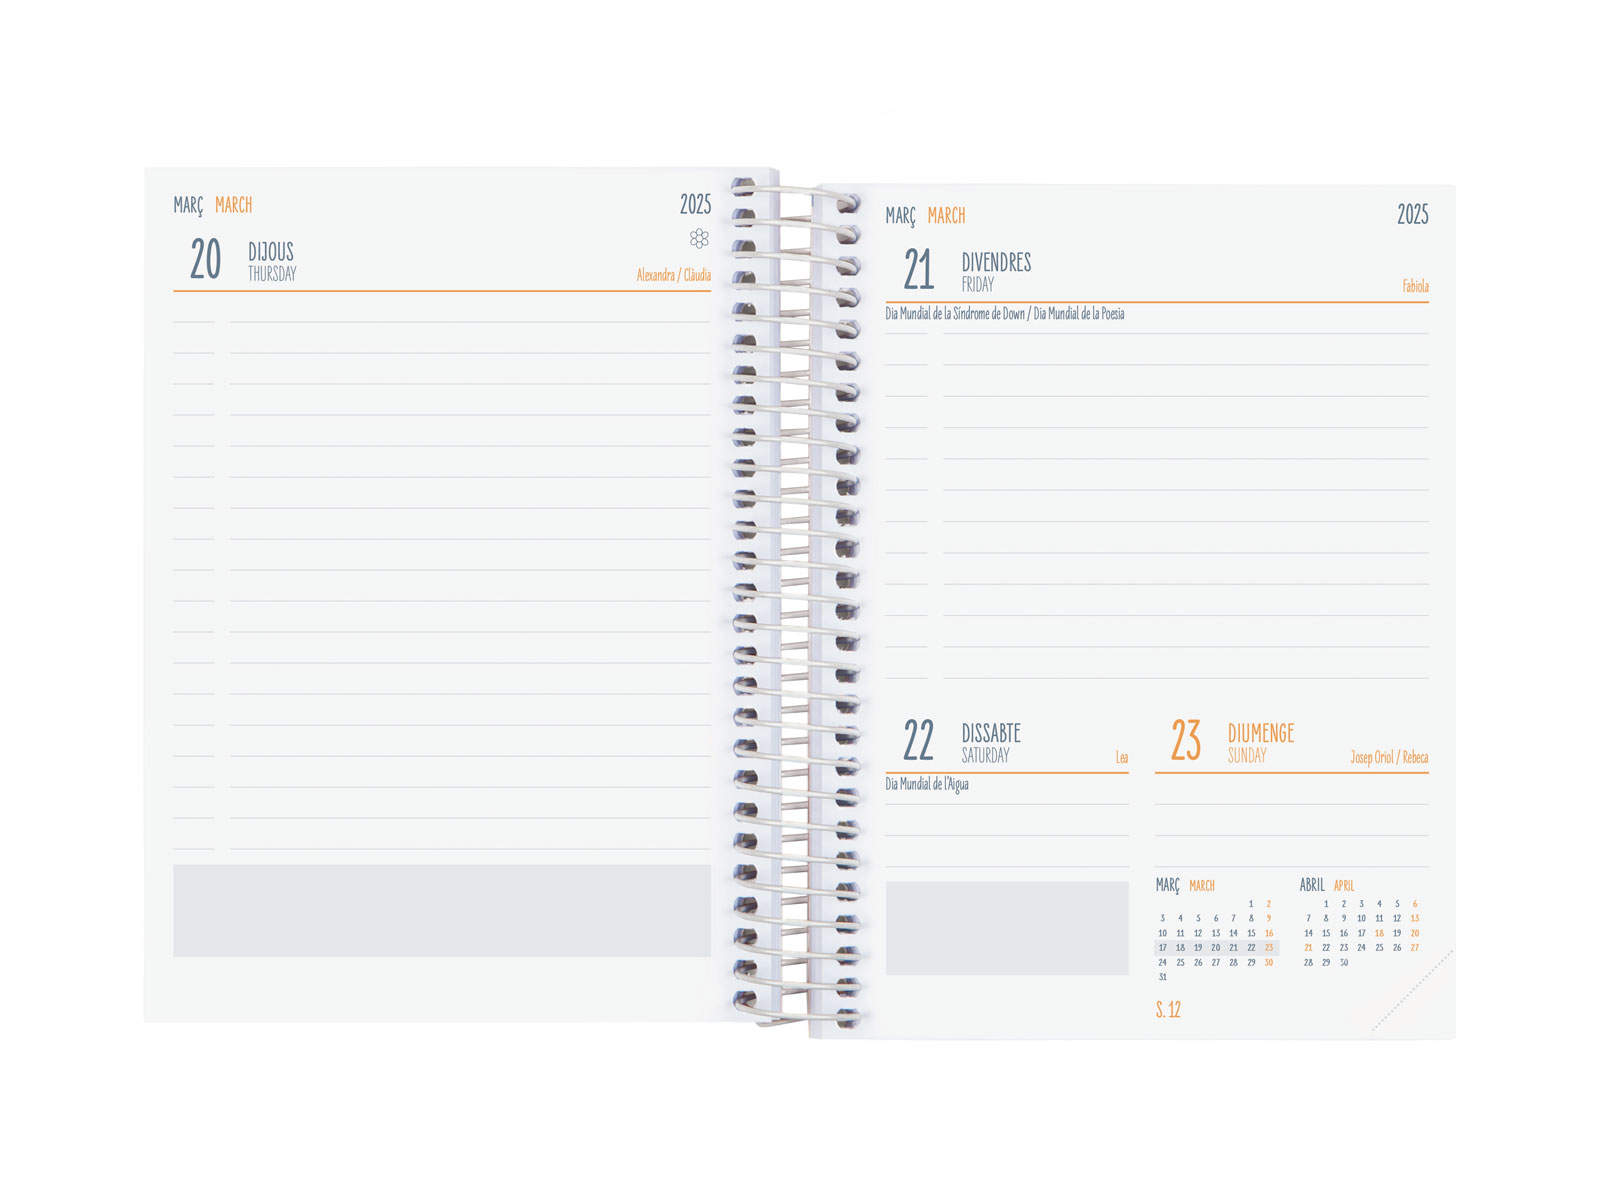 MARÇ MARCH 2025
20 DIJOUS
THURSDAY
Alexandra / Clàudia
MARÇ MARCH 2025
21 DIVENDRES
FRIDAY
Fabiola
Dia Mundial de la Síndrome de Down / Dia Mundial de la Poesia
22 DISSABTE
SATURDAY
Lea
Dia Mundial de l'Aigua
23 DIUMENGE
SUNDAY
Josep Oriol / Rebeca
MARÇ MARCH
1 2
3 4 5 6 7 8 9
10 11 12 13 14 15 16
17 18 19 20 21 22 23
24 25 26 27 28 29 30
31
ABRIL APRIL
1 2 3 4 5 6
7 8 9 10 11 12 13
14 15 16 17 18 19 20
21 22 23 24 25 26 27
28 29 30
S. 12